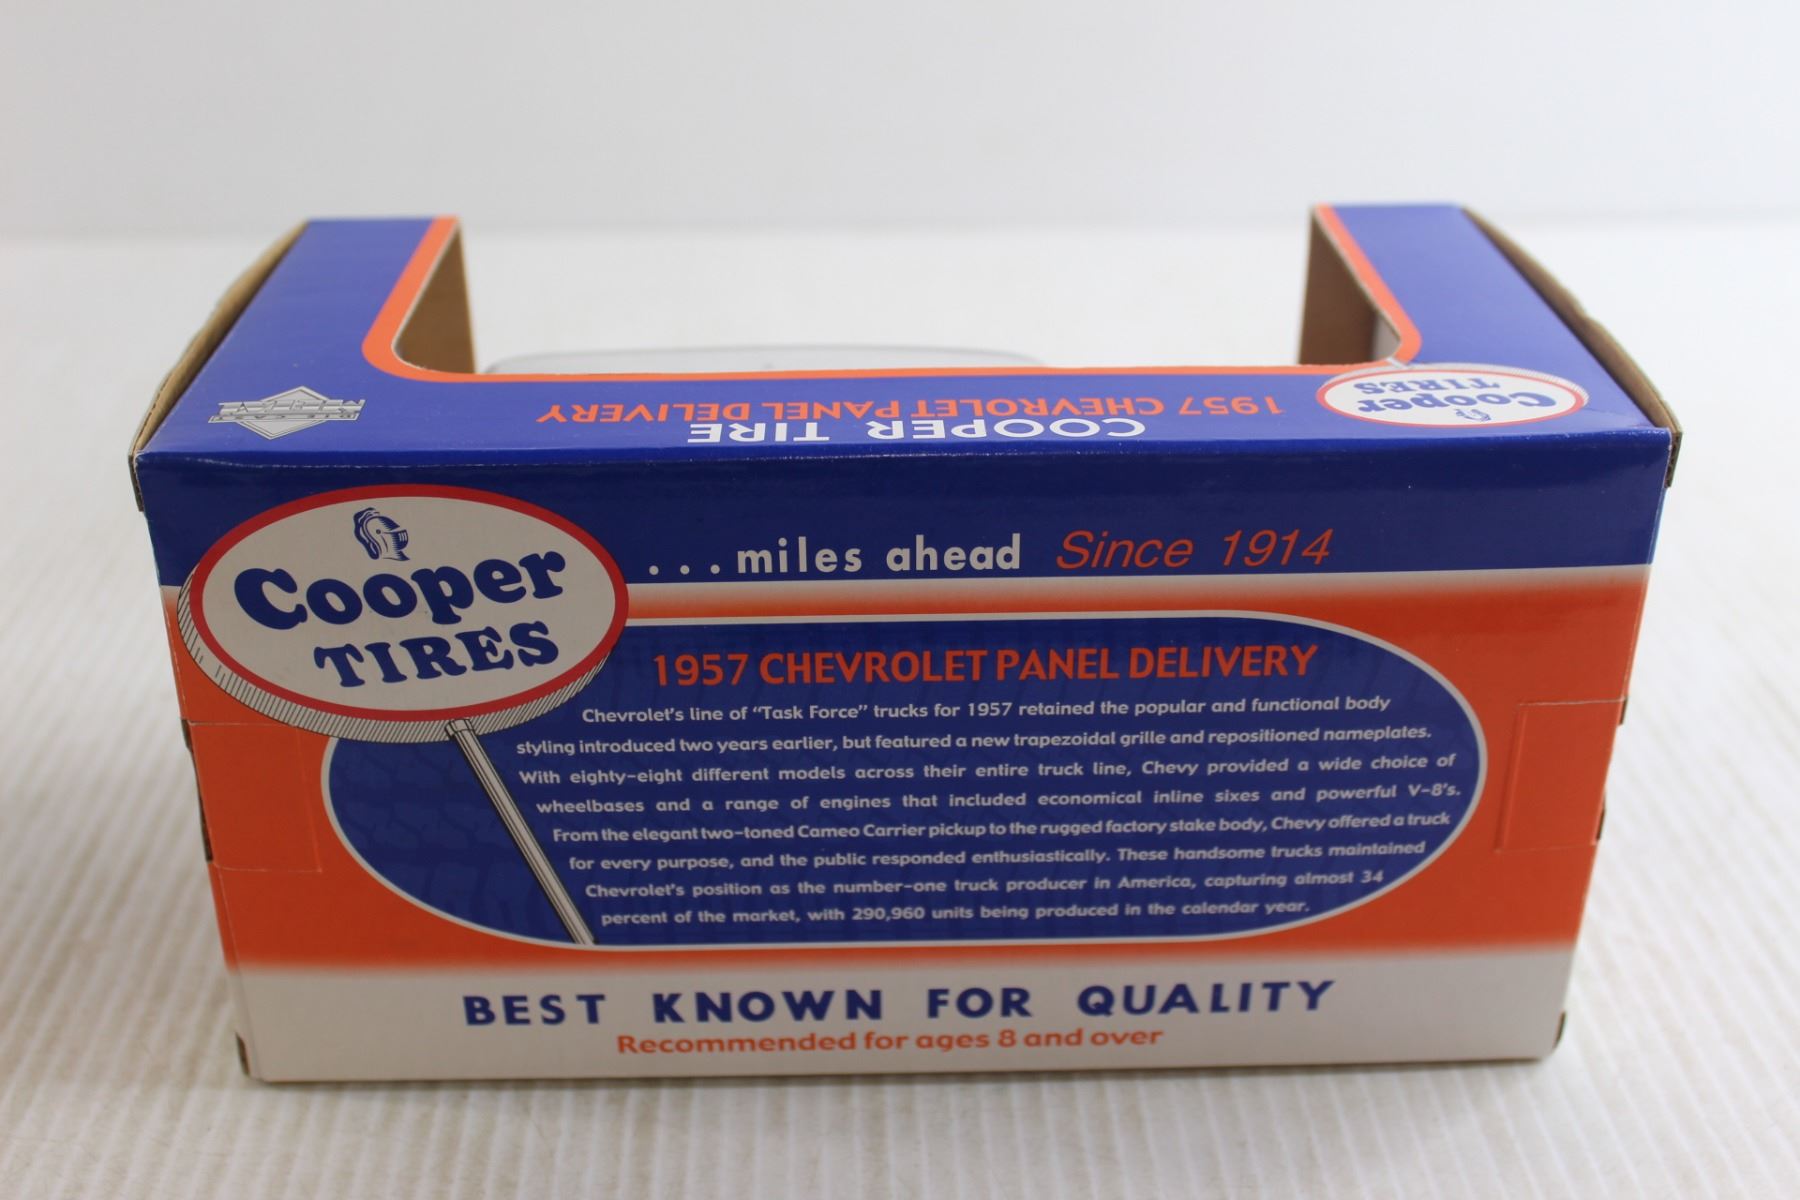 1957 CHEVROLET PANEL DELIVERY
COOPER TIRE
Cooper
TIRES
Cooper
TIRES
...miles ahead Since 1914
1957 CHEVROLET PANEL DELIVERY
Chevrolet's line of "Task Force" trucks for 1957 retained the popular and functional body
styling introduced two years earlier, but featured a new trapezoidal grille and repositioned nameplates.
With eighty-eight different models across their entire truck line, Chevy provided a wide choice of
wheelbases and a range of engines that included economical inline sixes and powerful V-8's.
From the elegant two-toned Cameo Carrier pickup to the rugged factory stake body, Chevy offered a truck
for every purpose, and the public responded enthusiastically. These handsome trucks maintained
Chevrolet's position as the number-one truck producer in America, capturing almost 34
percent of the market, with 290,960 units being produced in the calendar year.
BEST KNOWN FOR QUALITY
Recommended for ages 8 and over